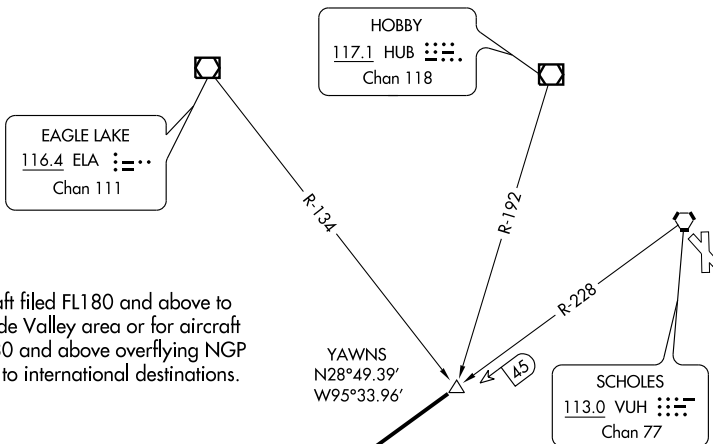 HOBBY
117.1 HUB
Chan 118
EAGLE LAKE
116.4 ELA
Chan 111
R-134
R-192
R-228
aft filed FL180 and above to
de Valley area or for aircraft
80 and above overflying NGP
to international destinations.
YAWNS
N28°49.39′
W95°33.96′
45
SCHOLES
113.0 VUH
Chan 77